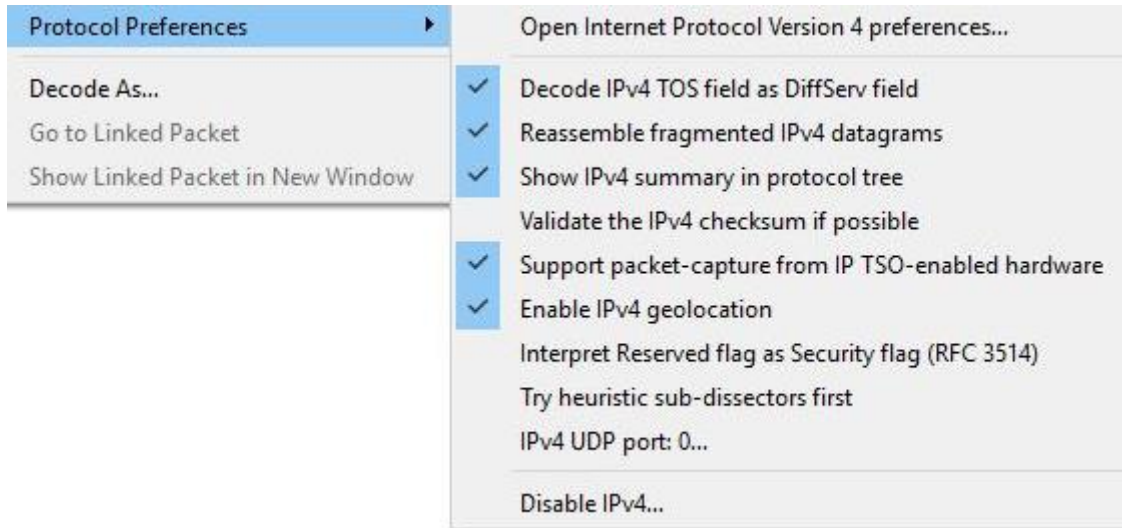 Protocol Preferences
Decode As...
Go to Linked Packet
Show Linked Packet in New Window
Open Internet Protocol Version 4 preferences...
Decode IPv4 TOS field as DiffServ field
Reassemble fragmented IPv4 datagrams
Show IPv4 summary in protocol tree
Validate the IPv4 checksum if possible
Support packet-capture from IP TSO-enabled hardware
Enable IPv4 geolocation
Interpret Reserved flag as Security flag (RFC 3514)
Try heuristic sub-dissectors first
IPv4 UDP port: 0...
Disable IPv4...